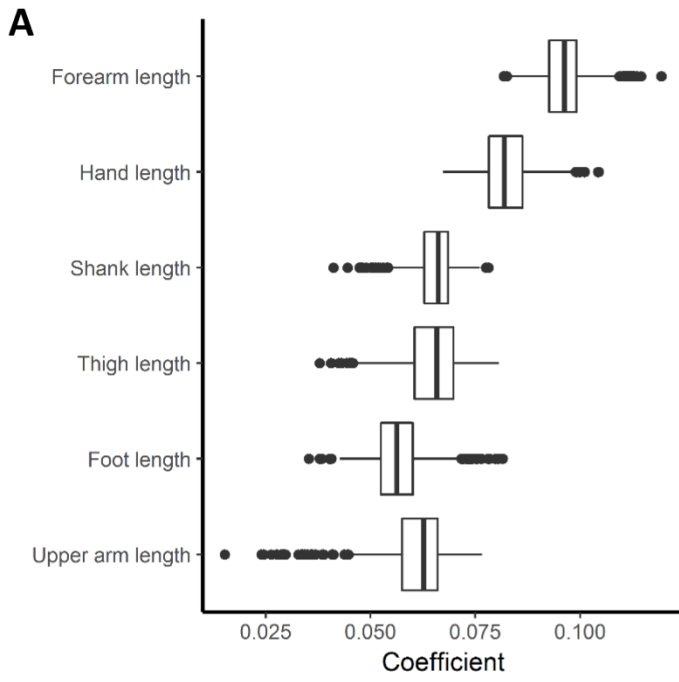 A
Forearm length
Hand length
Shank length
Thigh length
Foot length
Upper arm length
0.025 0.050 0.075 0.100
Coefficient